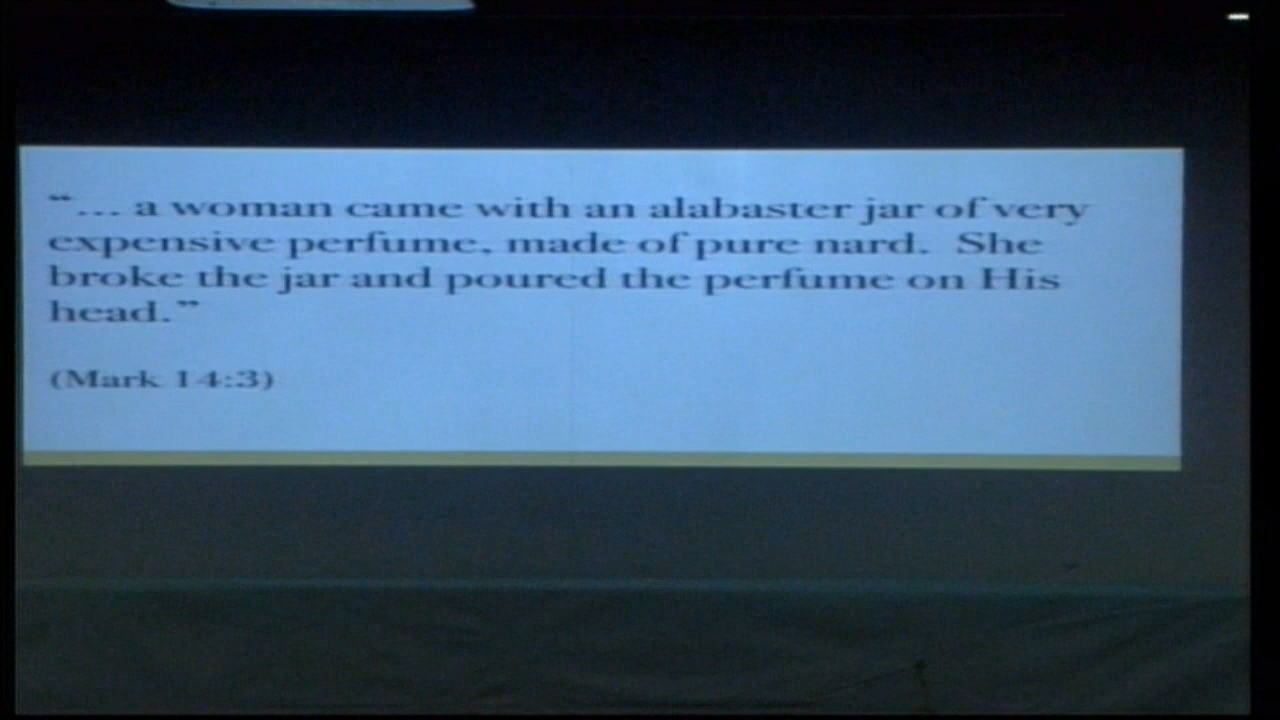 “... a woman came with an alabaster jar of very
expensive perfume, made of pure nard.  She
broke the jar and poured the perfume on His
head.”
(Mark 14:3)